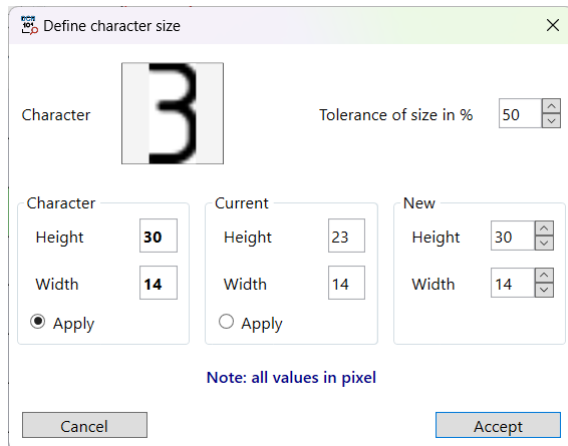 Define character size
Character 3 Tolerance of size in % 50
Character Current New
Height 30 Height 23 Height 30
Width 14 Width 14 Width 14
Apply Apply
Note: all values in pixel
Cancel Accept